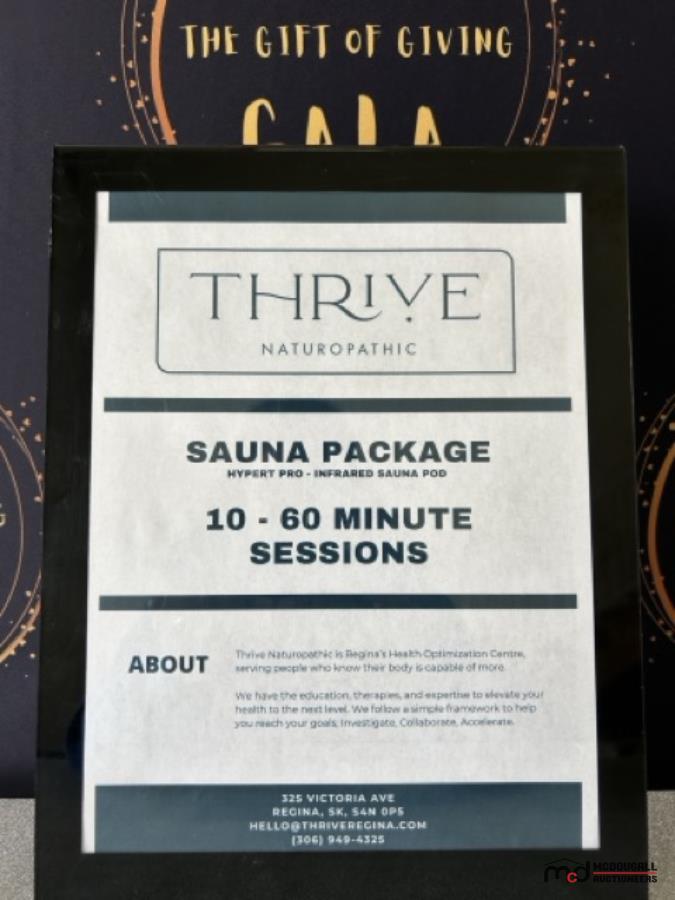 THE GIFT OF GIVING
GALA
THRIVE
NATUROPATHIC
SAUNA PACKAGE
HYPERT PRO - INFRARED SAUNA POD
10 - 60 MINUTE
SESSIONS
ABOUT
Thrive Naturopathic is Regina's Health Optimization Centre,
serving people who know their body is capable of more.
We have the education, therapies, and expertise to elevate your
health to the next level. We follow a simple framework to help
you reach your goals; Investigate, Collaborate, Accelerate.
325 VICTORIA AVE
REGINA, SK, S4N 0P5
HELLO@THRIVEREGINA.COM
(306) 949-4325
mcd MCDOUGALL
AUCTIONEERS